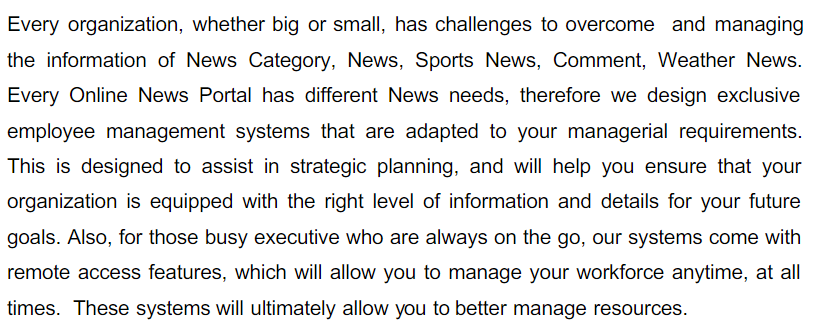 Every organization, whether big or small, has challenges to overcome  and managing
the information of News Category, News, Sports News, Comment, Weather News.
Every Online News Portal has different News needs, therefore we design exclusive
employee management systems that are adapted to your managerial requirements.
This is designed to assist in strategic planning, and will help you ensure that your
organization is equipped with the right level of information and details for your future
goals. Also, for those busy executive who are always on the go, our systems come with
remote access features, which will allow you to manage your workforce anytime, at all
times.  These systems will ultimately allow you to better manage resources.